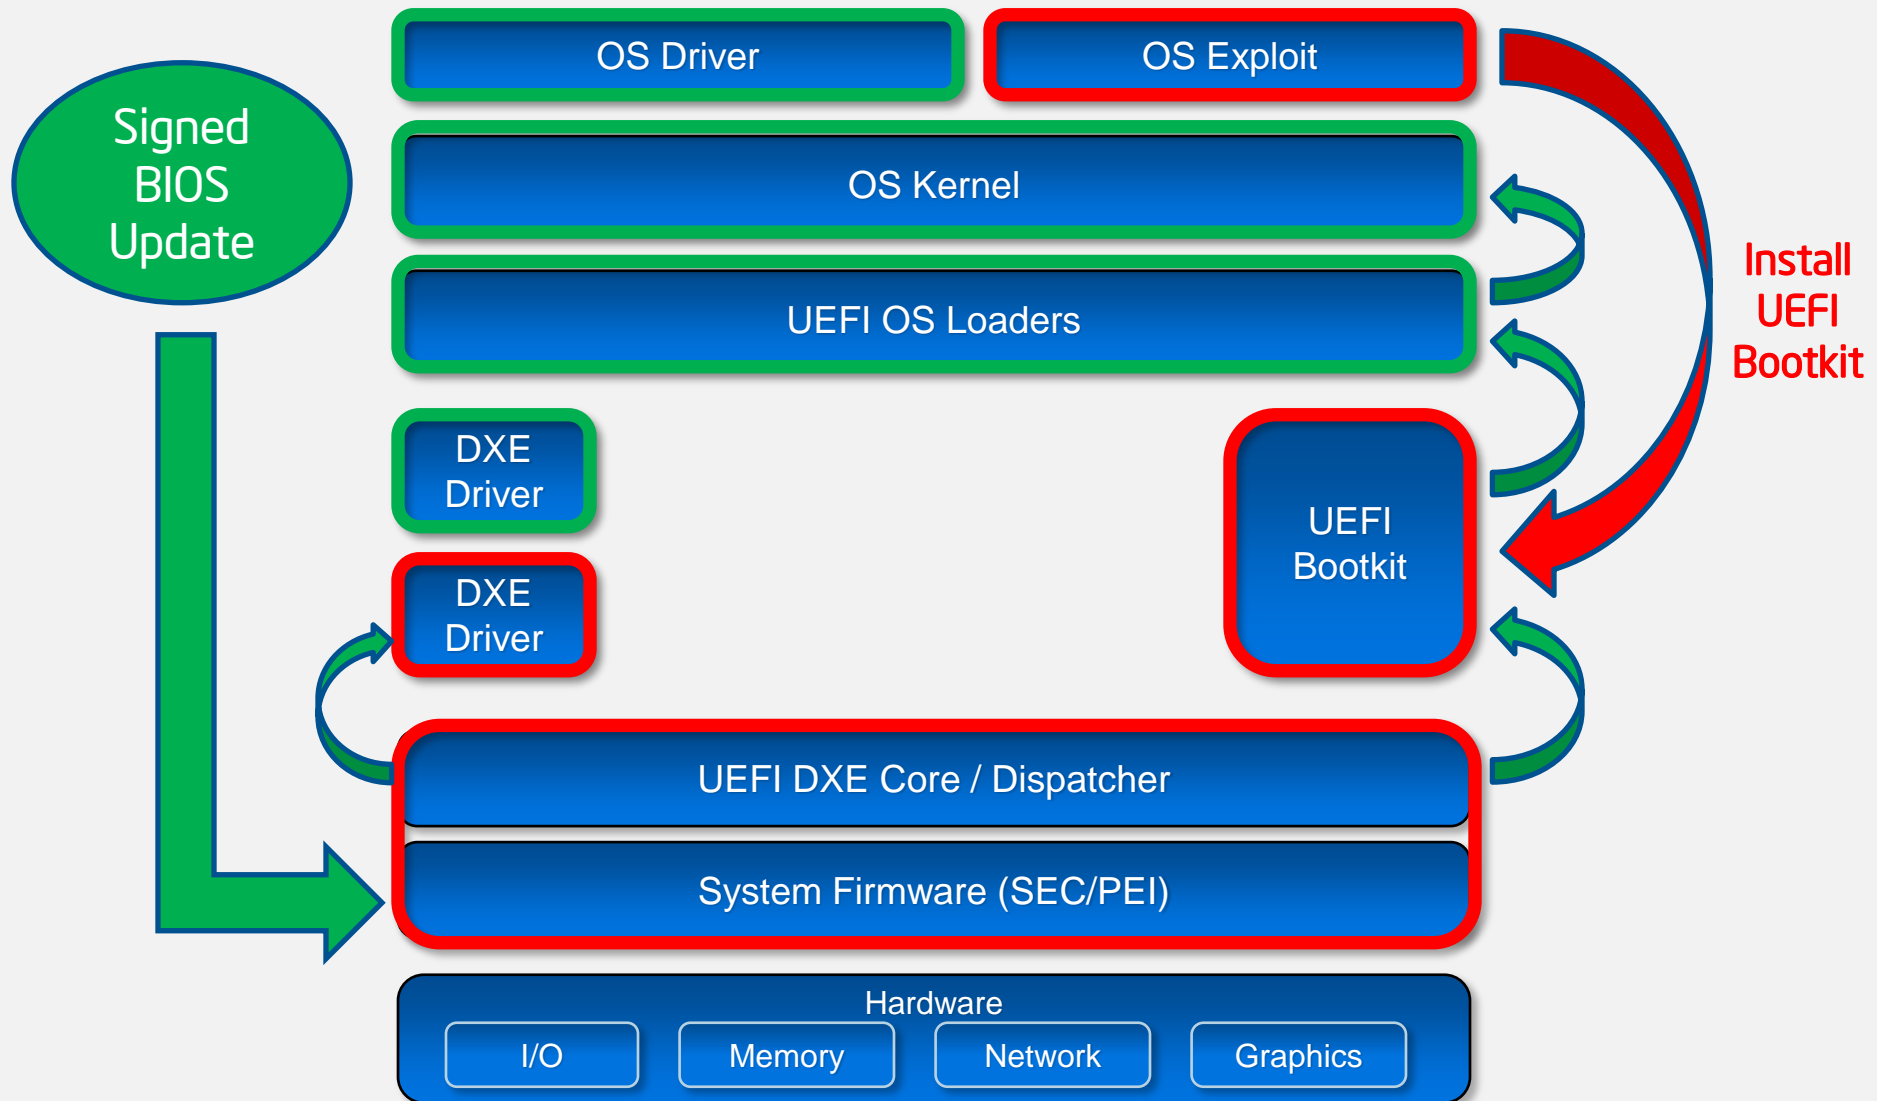 OS Driver
OS Exploit
Signed
BIOS
Update
OS Kernel
Install
UEFI
Bootkit
UEFI OS Loaders
DXE
Driver
UEFI
Bootkit
DXE
Driver
UEFI DXE Core / Dispatcher
System Firmware (SEC/PEI)
Hardware
I/O
Memory
Network
Graphics